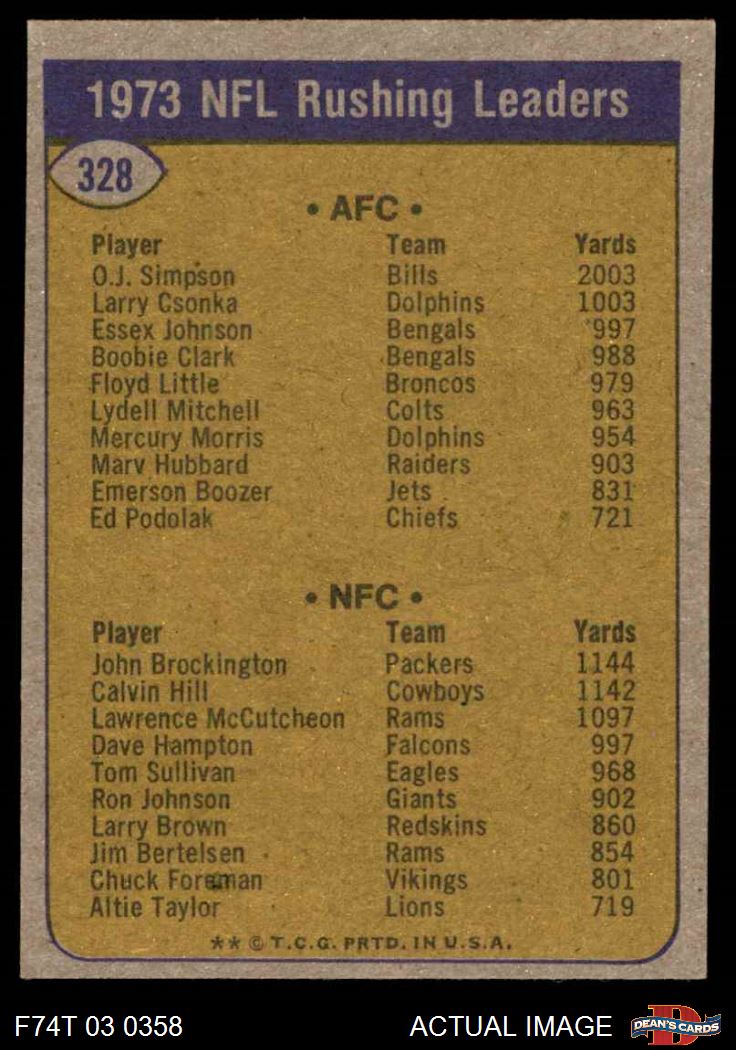 1973 NFL Rushing Leaders
328
• AFC •
Player Team Yards
O.J. Simpson Bills 2003
Larry Csonka Dolphins 1003
Essex Johnson Bengals 997
Boobie Clark Bengals 988
Floyd Little Broncos 979
Lydell Mitchell Colts 963
Mercury Morris Dolphins 954
Marv Hubbard Raiders 903
Emerson Boozer Jets 831
Ed Podolak Chiefs 721
• NFC •
Player Team Yards
John Brockington Packers 1144
Calvin Hill Cowboys 1142
Lawrence McCutcheon Rams 1097
Dave Hampton Falcons 997
Tom Sullivan Eagles 968
Ron Johnson Giants 902
Larry Brown Redskins 860
Jim Bertelsen Rams 854
Chuck Foreman Vikings 801
Altie Taylor Lions 719
** © T.C.G. PRTD. IN U.S.A.
F74T 03 0358 ACTUAL IMAGE D DEAN'S CARDS